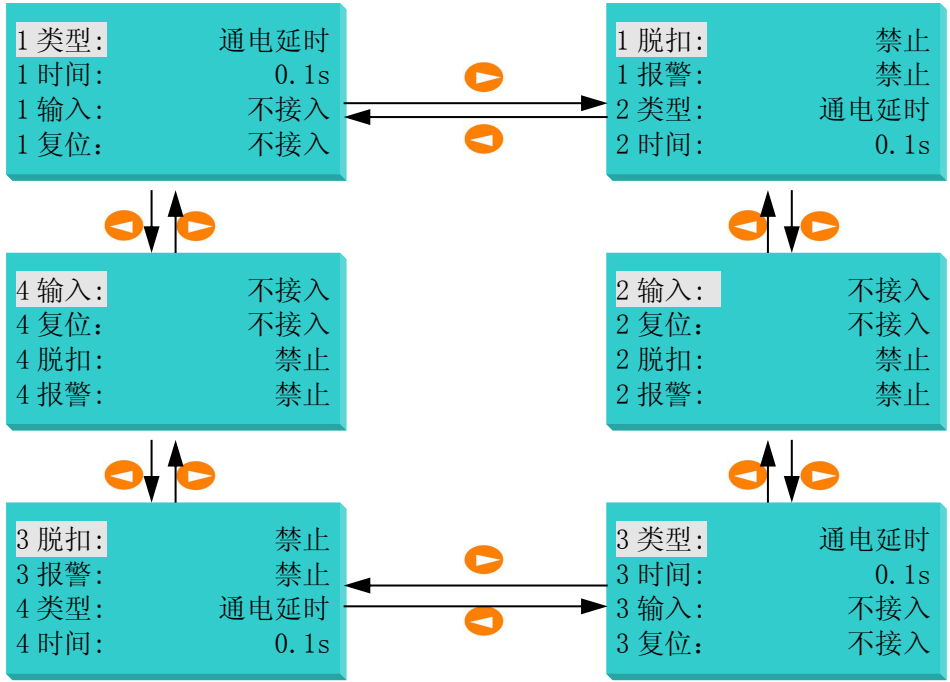 1类型: 通电延时
1时间: 0.1s
1输入: 不接入
1复位： 不接入
1脱扣: 禁止
1报警: 禁止
2类型: 通电延时
2时间: 0.1s
4输入: 不接入
4复位： 不接入
4脱扣: 禁止
4报警: 禁止
2输入: 不接入
2复位： 不接入
2脱扣: 禁止
2报警: 禁止
3脱扣: 禁止
3报警: 禁止
4类型: 通电延时
4时间: 0.1s
3类型: 通电延时
3时间: 0.1s
3输入: 不接入
3复位： 不接入